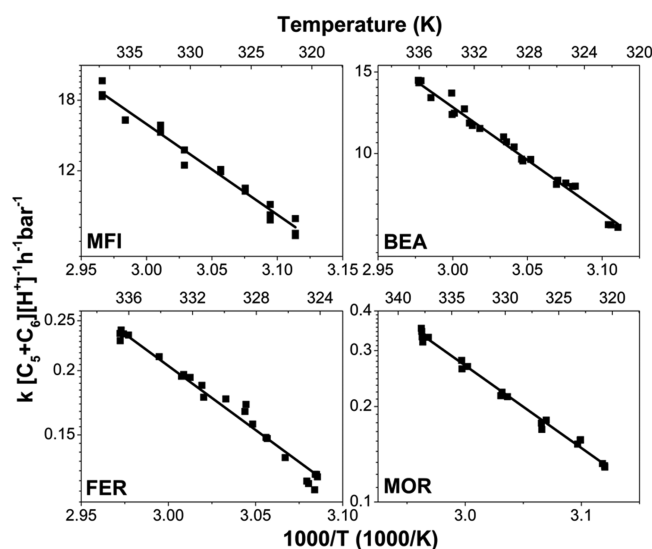 Temperature (K)
335 330 325 320
336 332 328 324 320
18
12
MFI
15
10
BEA
2.95 3.00 3.05 3.10 3.15
2.95 3.00 3.05 3.10
336 332 328 324
340 335 330 325 320
0.25
0.2
0.15
FER
0.4
0.3
0.2
0.1
MOR
2.95 3.00 3.05 3.10
3.0 3.1
k [C5+C6][H+]-1h-1bar-1
1000/T (1000/K)